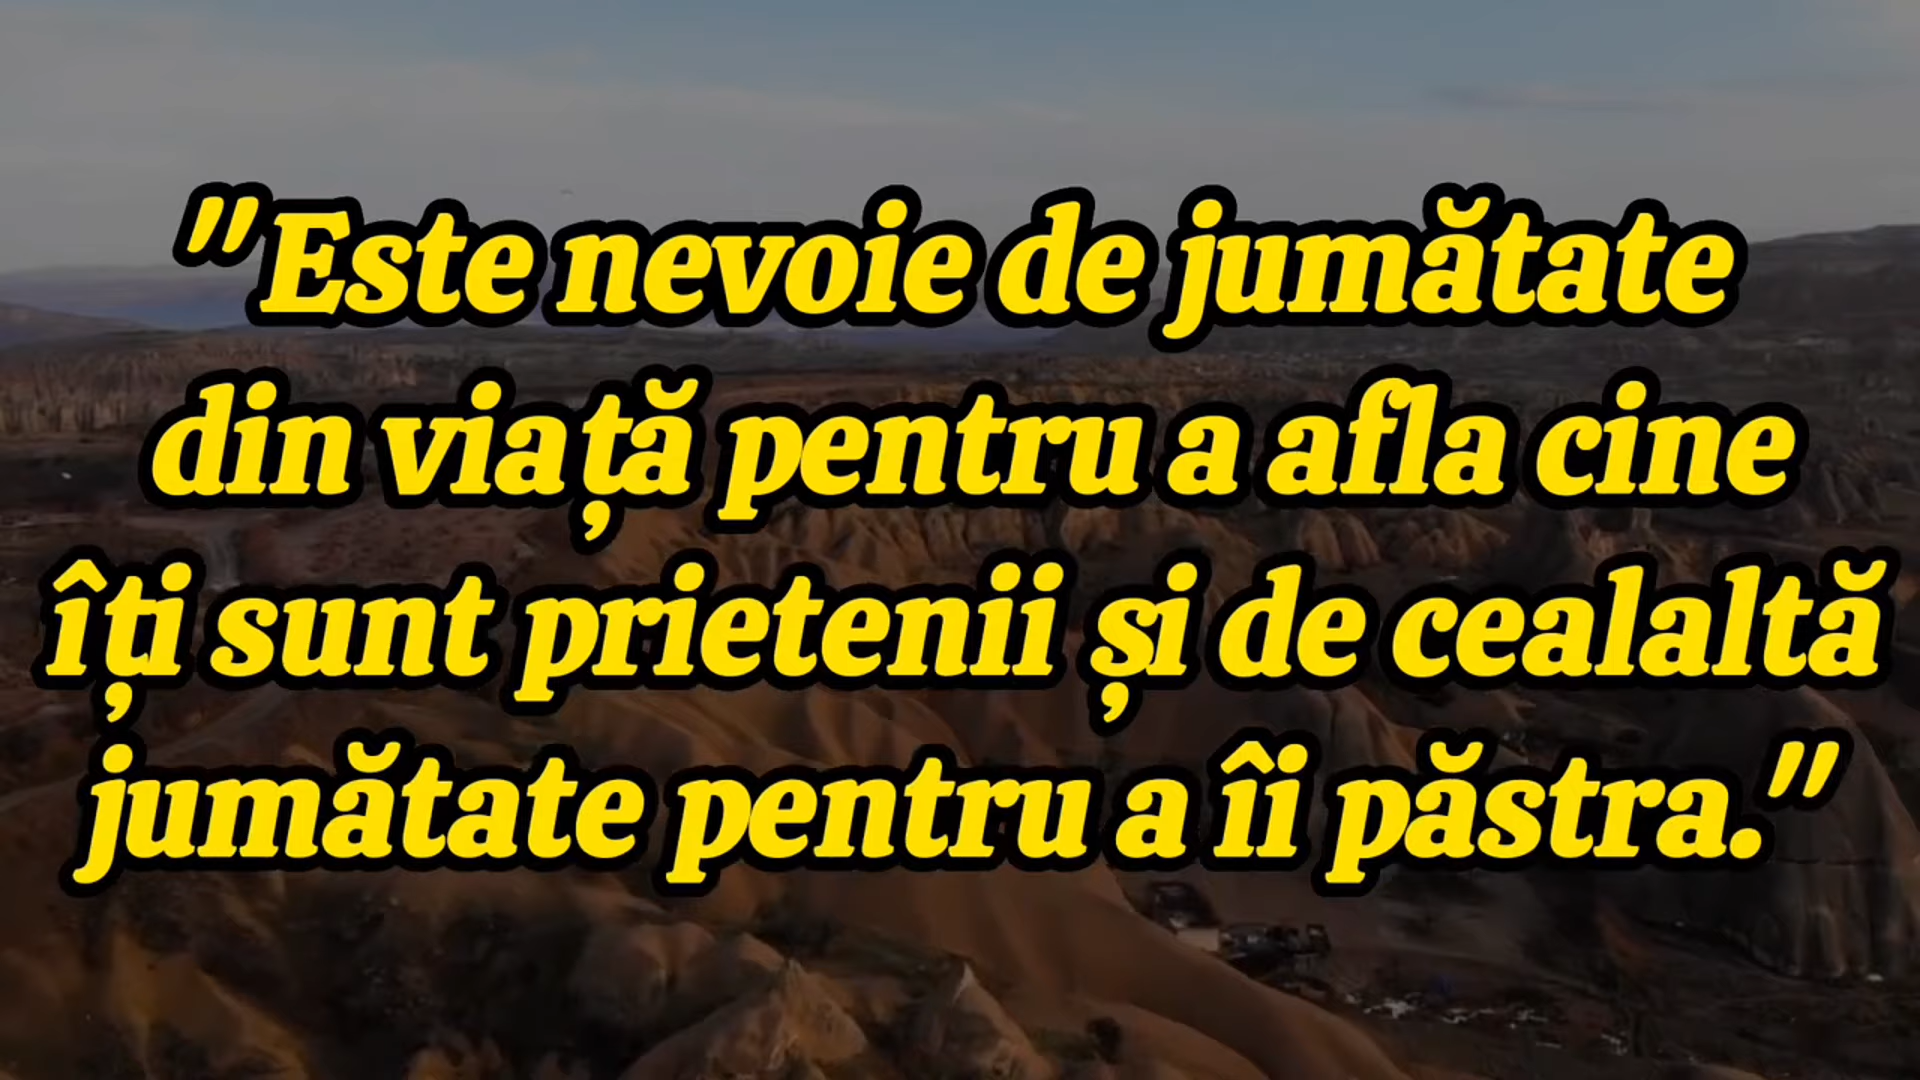 "Este nevoie de jumătate
din viață pentru a afla cine
îți sunt prietenii și de cealaltă
jumătate pentru a îi păstra."